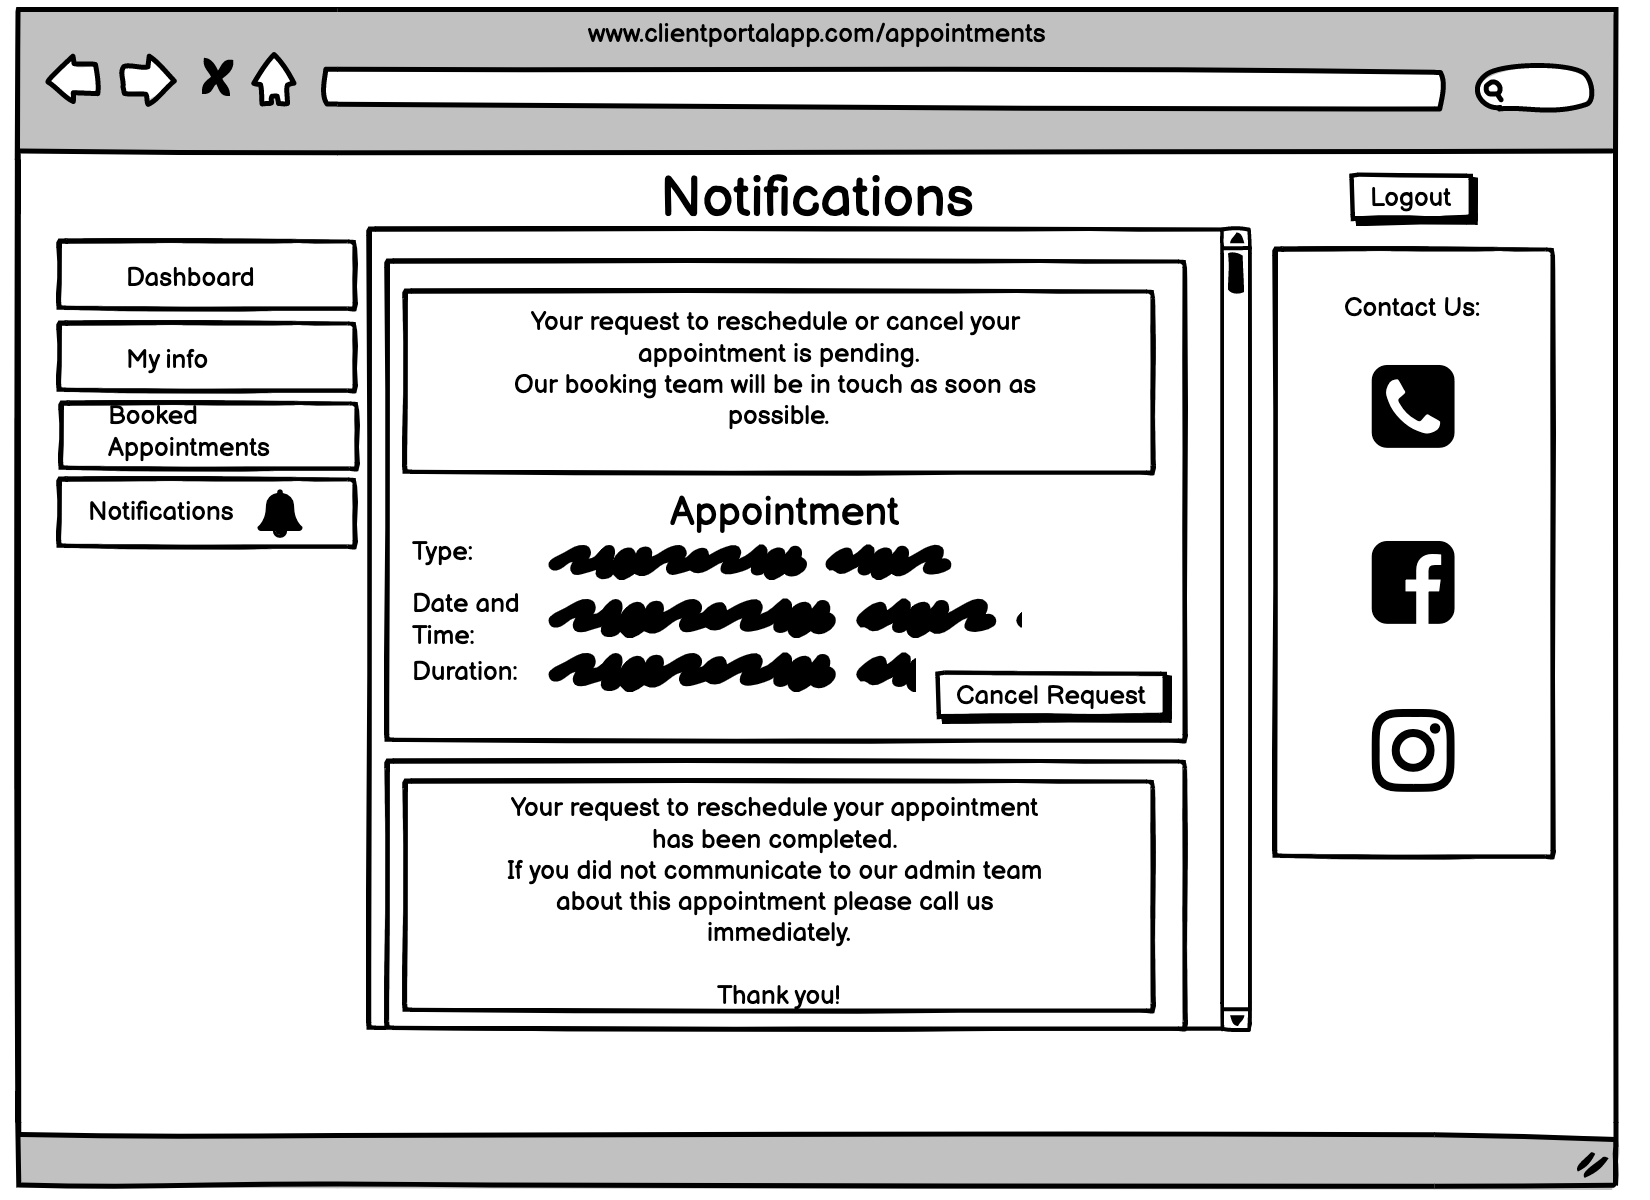 www.clientportalapp.com/appointments
Notifications
Logout
Dashboard
My info
Booked
Appointments
Notifications
Your request to reschedule or cancel your
appointment is pending.
Our booking team will be in touch as soon as
possible.
Appointment
Type:
Date and
Time:
Duration:
Cancel Request
Your request to reschedule your appointment
has been completed.
If you did not communicate to our admin team
about this appointment please call us
immediately.
Thank you!
Contact Us: